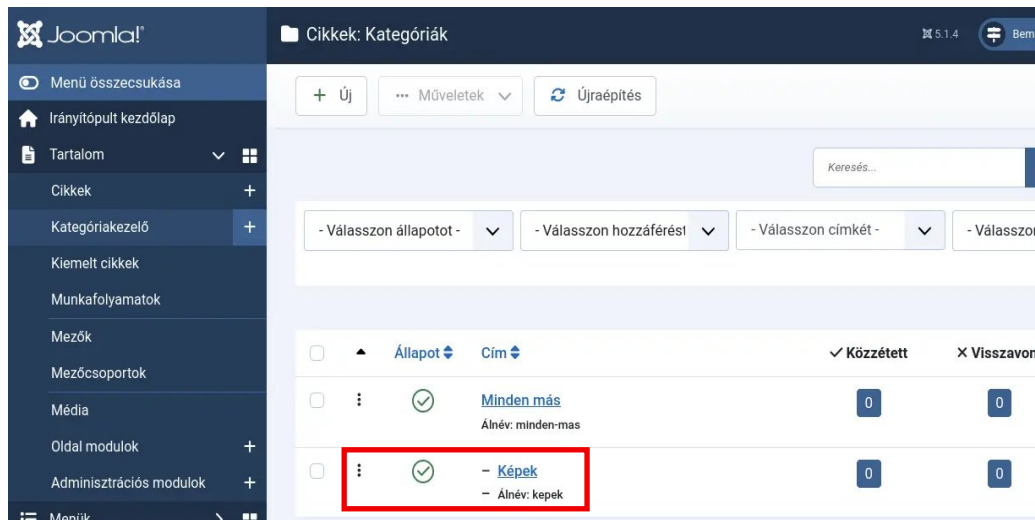 Joomla!
Cikkek: Kategóriák
5.1.4
Menü összecsukása
Új
Műveletek
Újraépítés
Irányítópult kezdőlap
Tartalom
Keresés...
Cikkek
Kategóriakezelő
- Válasszon állapotot -
- Válasszon hozzáférést
- Válasszon címkét -
Kiemelt cikkek
Munkafolyamatok
Mezők
Állapot
Cím
Közzétett
Mezőcsoportok
Minden más
0
0
Álnév: minden-mas
Média
Oldal modulok
– Képek
0
0
– Álnév: kepek
Adminisztrációs modulok
Menük